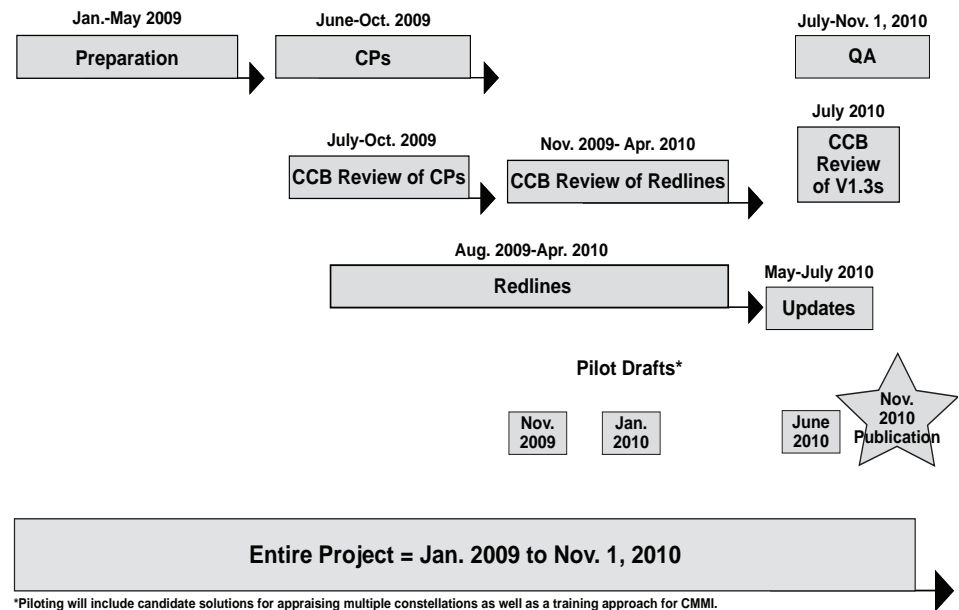 Jan.-May 2009
June-Oct. 2009
July-Nov. 1, 2010
Preparation
CPs
QA
July 2010
July-Oct. 2009
Nov. 2009- Apr. 2010
CCB
Review
of V1.3s
CCB Review of CPs
CCB Review of Redlines
Aug. 2009-Apr. 2010
Redlines
May-July 2010
Updates
Pilot Drafts*
Nov.
2009
Jan.
2010
June
2010
Nov.
2010
Publication
Entire Project = Jan. 2009 to Nov. 1, 2010
*Piloting will include candidate solutions for appraising multiple constellations as well as a training approach for CMMI.